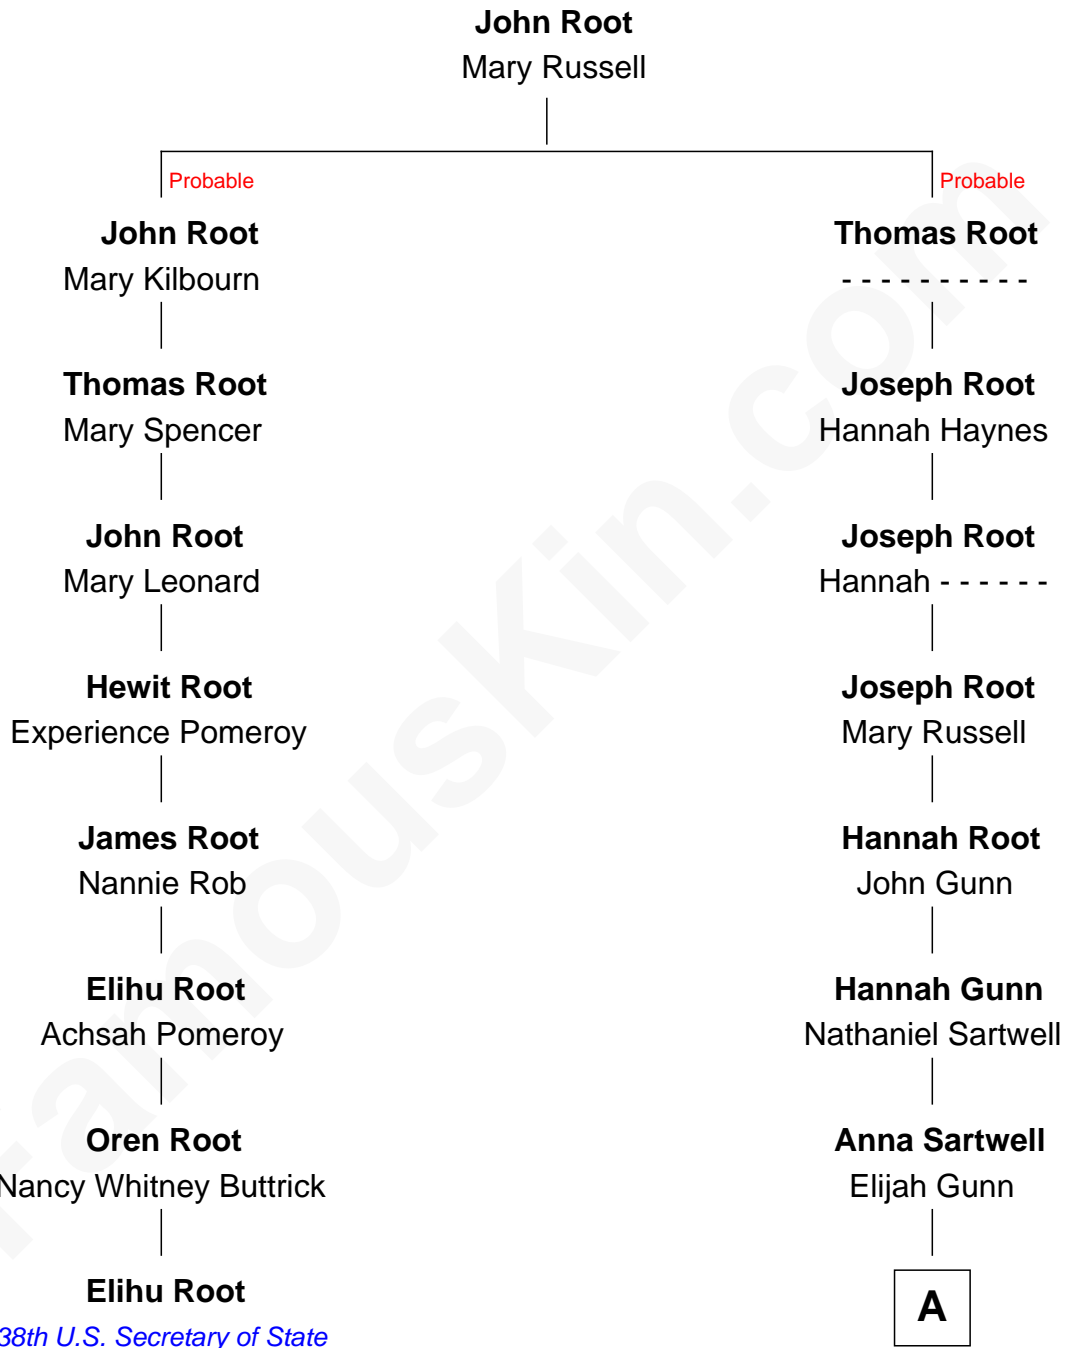 John Root
Mary Russell
Probable Probable
John Root Thomas Root
Mary Kilbourn - - - - - - - - - -
Thomas Root Joseph Root
Mary Spencer Hannah Haynes
John Root Joseph Root
Mary Leonard Hannah - - - - - -
Hewit Root Joseph Root
Experience Pomeroy Mary Russell
James Root Hannah Root
Nannie Rob John Gunn
Elihu Root Hannah Gunn
Achsah Pomeroy Nathaniel Sartwell
Oren Root Anna Sartwell
Nancy Whitney Buttrick Elijah Gunn
Elihu Root A
38th U.S. Secretary of State
FamousKin.com